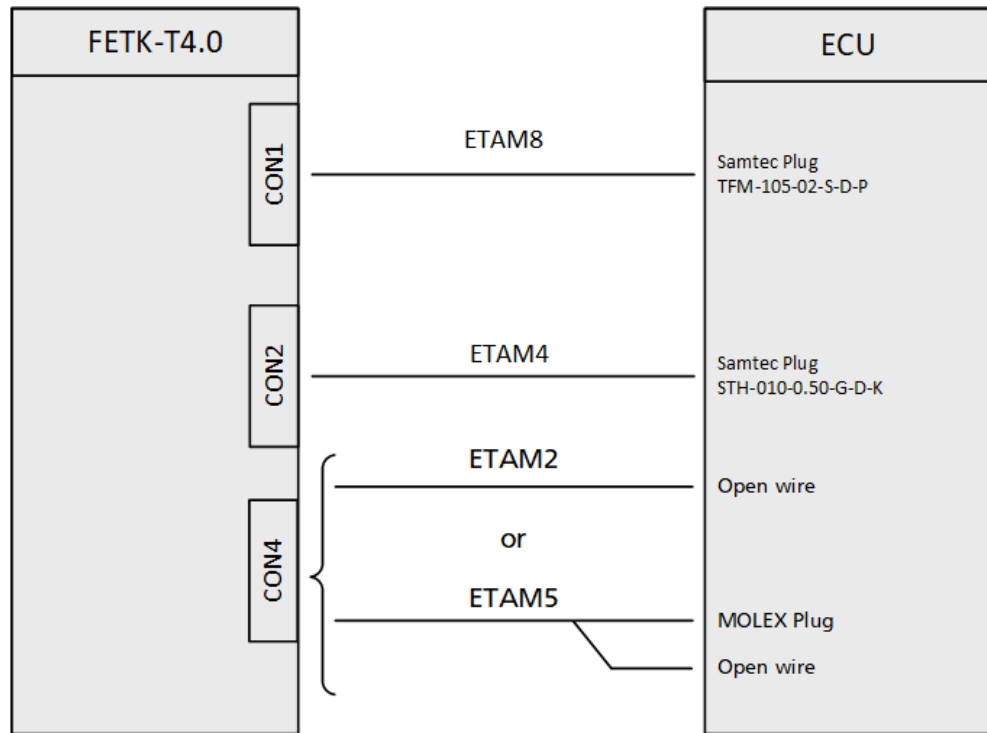 FETK-T4.0
ECU
CON1
ETAM8
Samtec Plug
TFM-105-02-S-D-P
CON2
ETAM4
Samtec Plug
STH-010-0.50-G-D-K
CON4
ETAM2
Open wire
or
ETAM5
MOLEX Plug
Open wire